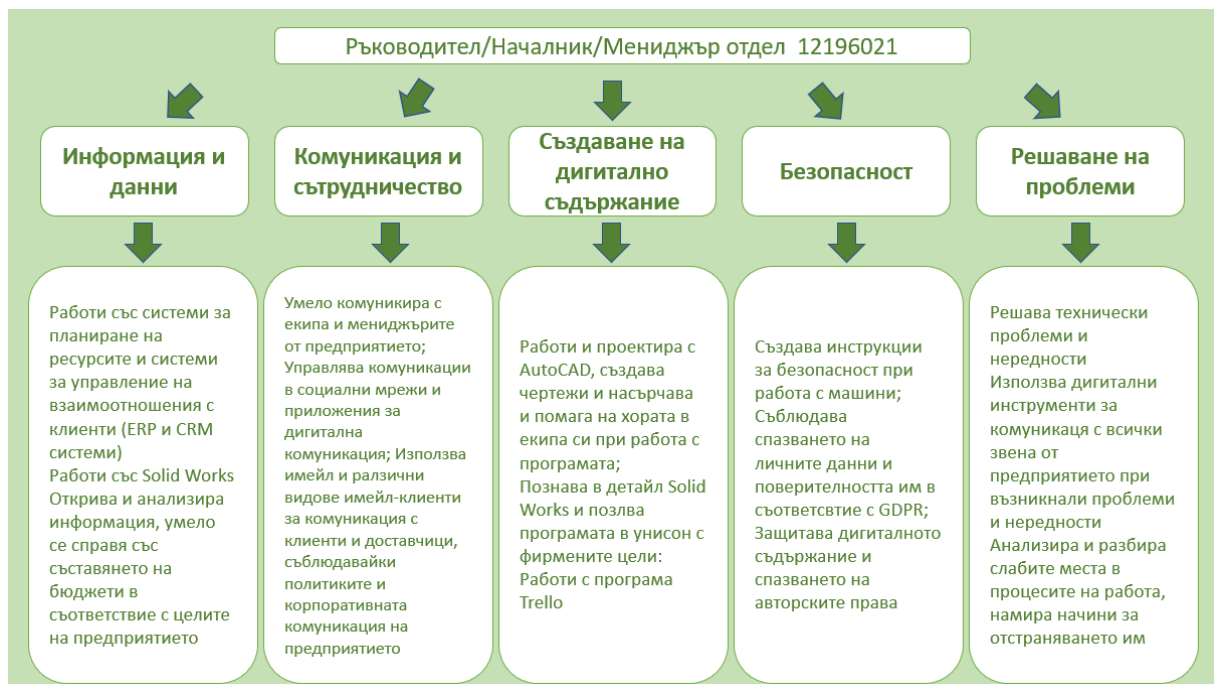 Ръководител/Началник/Мениджър отдел 12196021
Информация и
данни
Комуникация и
сътрудничество
Създаване на
дигитално
съдържание
Безопасност
Решаване на
проблеми
Работи със системи за
планиране на
ресурсите и системи
за управление на
взаимоотношения с
клиенти (ERP и CRM
системи)
Работи със Solid Works
Открива и анализира
информация, умело
се справя със
съставянето на
бюджети в
съответствие с целите
на предприятието
Умело комуникира с
екипа и мениджърите
от предприятието;
Управлява комуникации
в социални мрежи и
приложения за
дигитална
комуникация; Използва
имейл и ралзични
видове имейл-клиенти
за комуникация с
клиенти и доставчици,
съблюдавайки
политиките и
корпоративната
комуникация на
предприятието
Работи и проектира с
AutoCAD, създава
чертежи и насърчава
и помага на хората в
екипа си при работа с
програмата;
Познава в детайл Solid
Works и позлва
програмата в унисон с
фирмените цели:
Работи с програма
Trello
Създава инструкции
за безопасност при
работа с машини;
Съблюдава
спазването на
личните данни и
поверителността им в
съответсвтие с GDPR;
Защитава дигиталното
съдържание и
спазването на
авторските права
Решава технически
проблеми и
нередности
Използва дигитални
инструменти за
комуникаця с всички
звена от
предприятието при
възникнали проблеми
и нередности
Анализира и разбира
слабите места в
процесите на работа,
намира начини за
отстраняването им